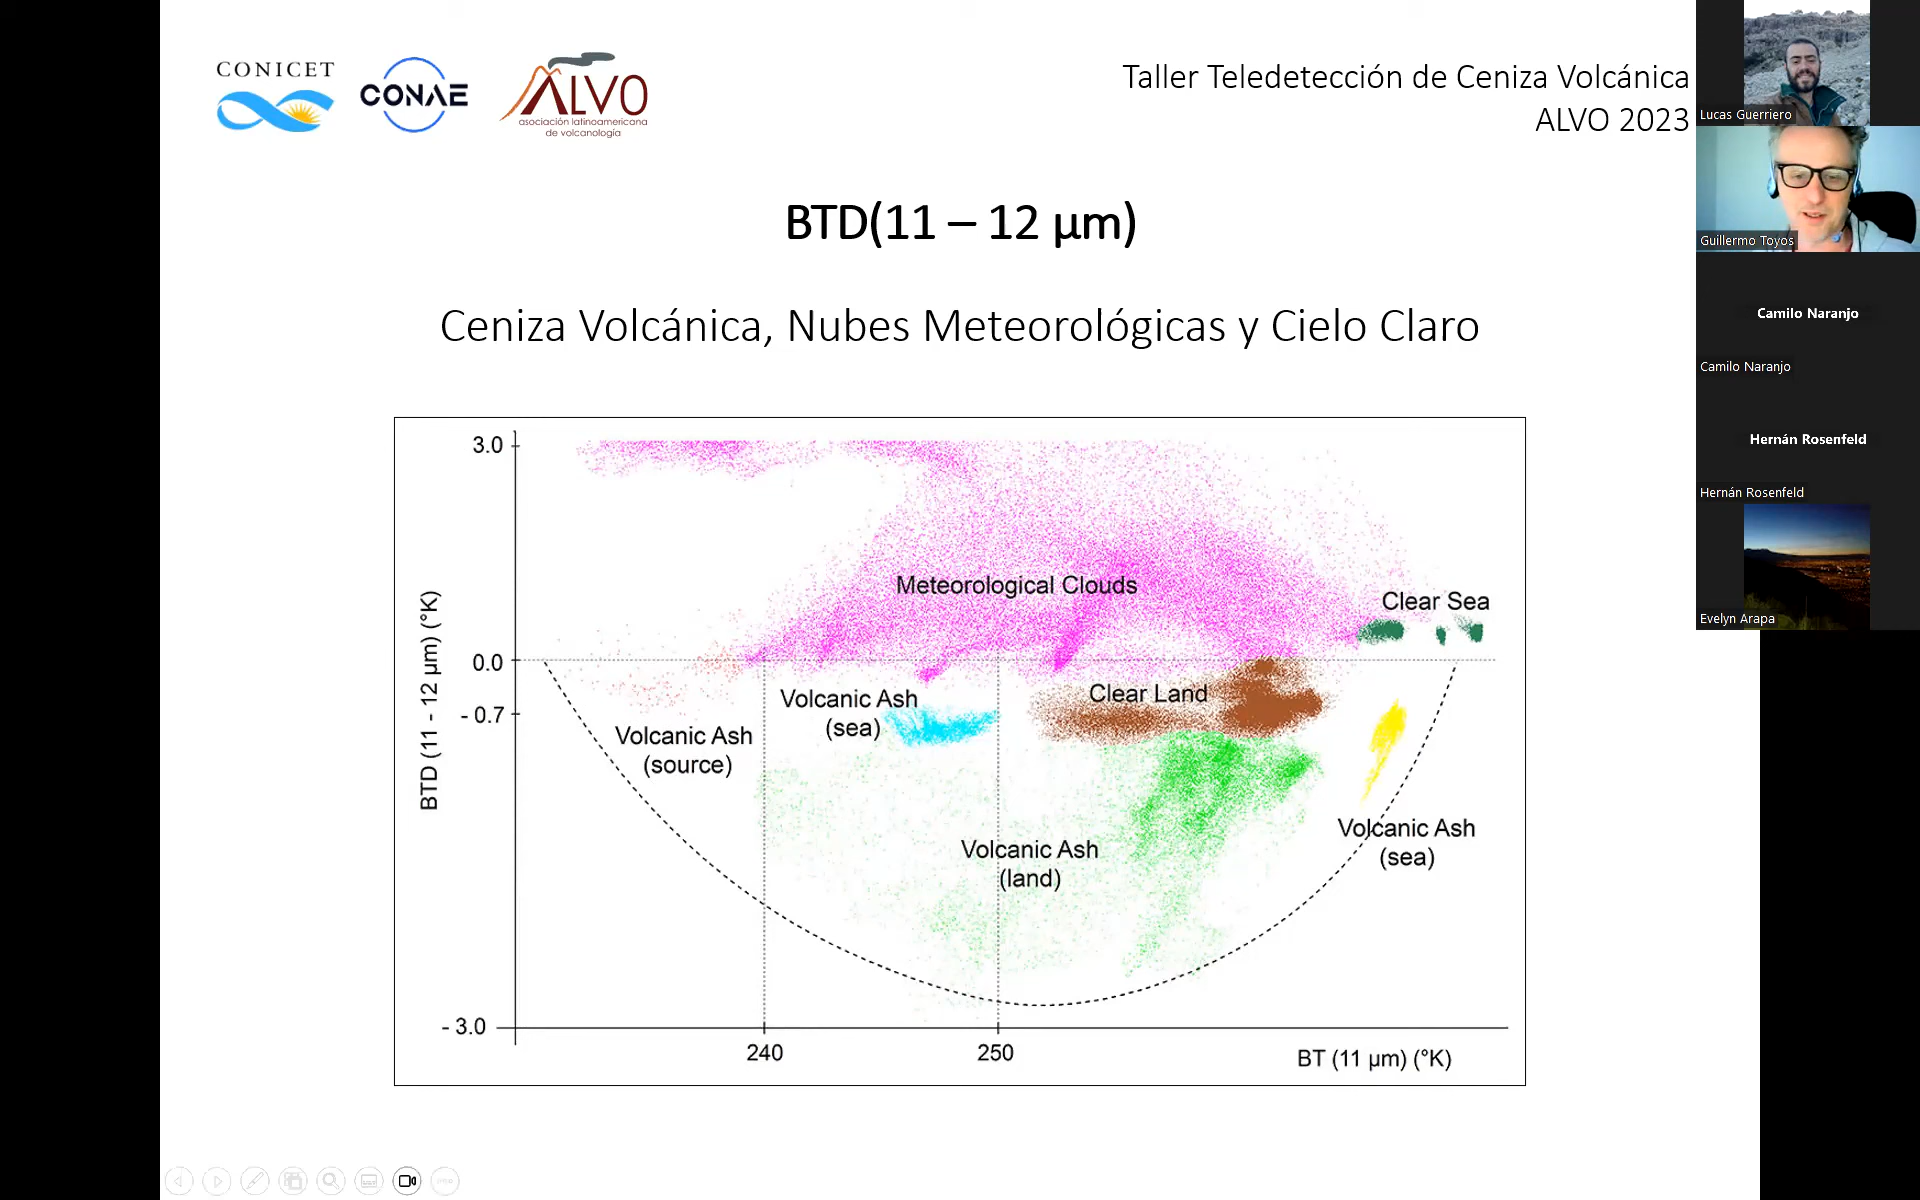 CONICET
CONAE
ALVO
asociación latinoamericana
de volcanología
Taller Teledetección de Ceniza Volcánica
ALVO 2023
BTD(11 – 12 µm)
Ceniza Volcánica, Nubes Meteorológicas y Cielo Claro
3.0
0.0
- 0.7
- 3.0
BTD (11 - 12 µm) (°K)
Meteorological Clouds
Clear Sea
Clear Land
Volcanic Ash
(source)
Volcanic Ash
(sea)
Volcanic Ash
(land)
Volcanic Ash
(sea)
240
250
BT (11 µm) (°K)
Lucas Guerriero
Guillermo Toyos
Camilo Naranjo
Camilo Naranjo
Hernán Rosenfeld
Hernán Rosenfeld
Evelyn Arapa